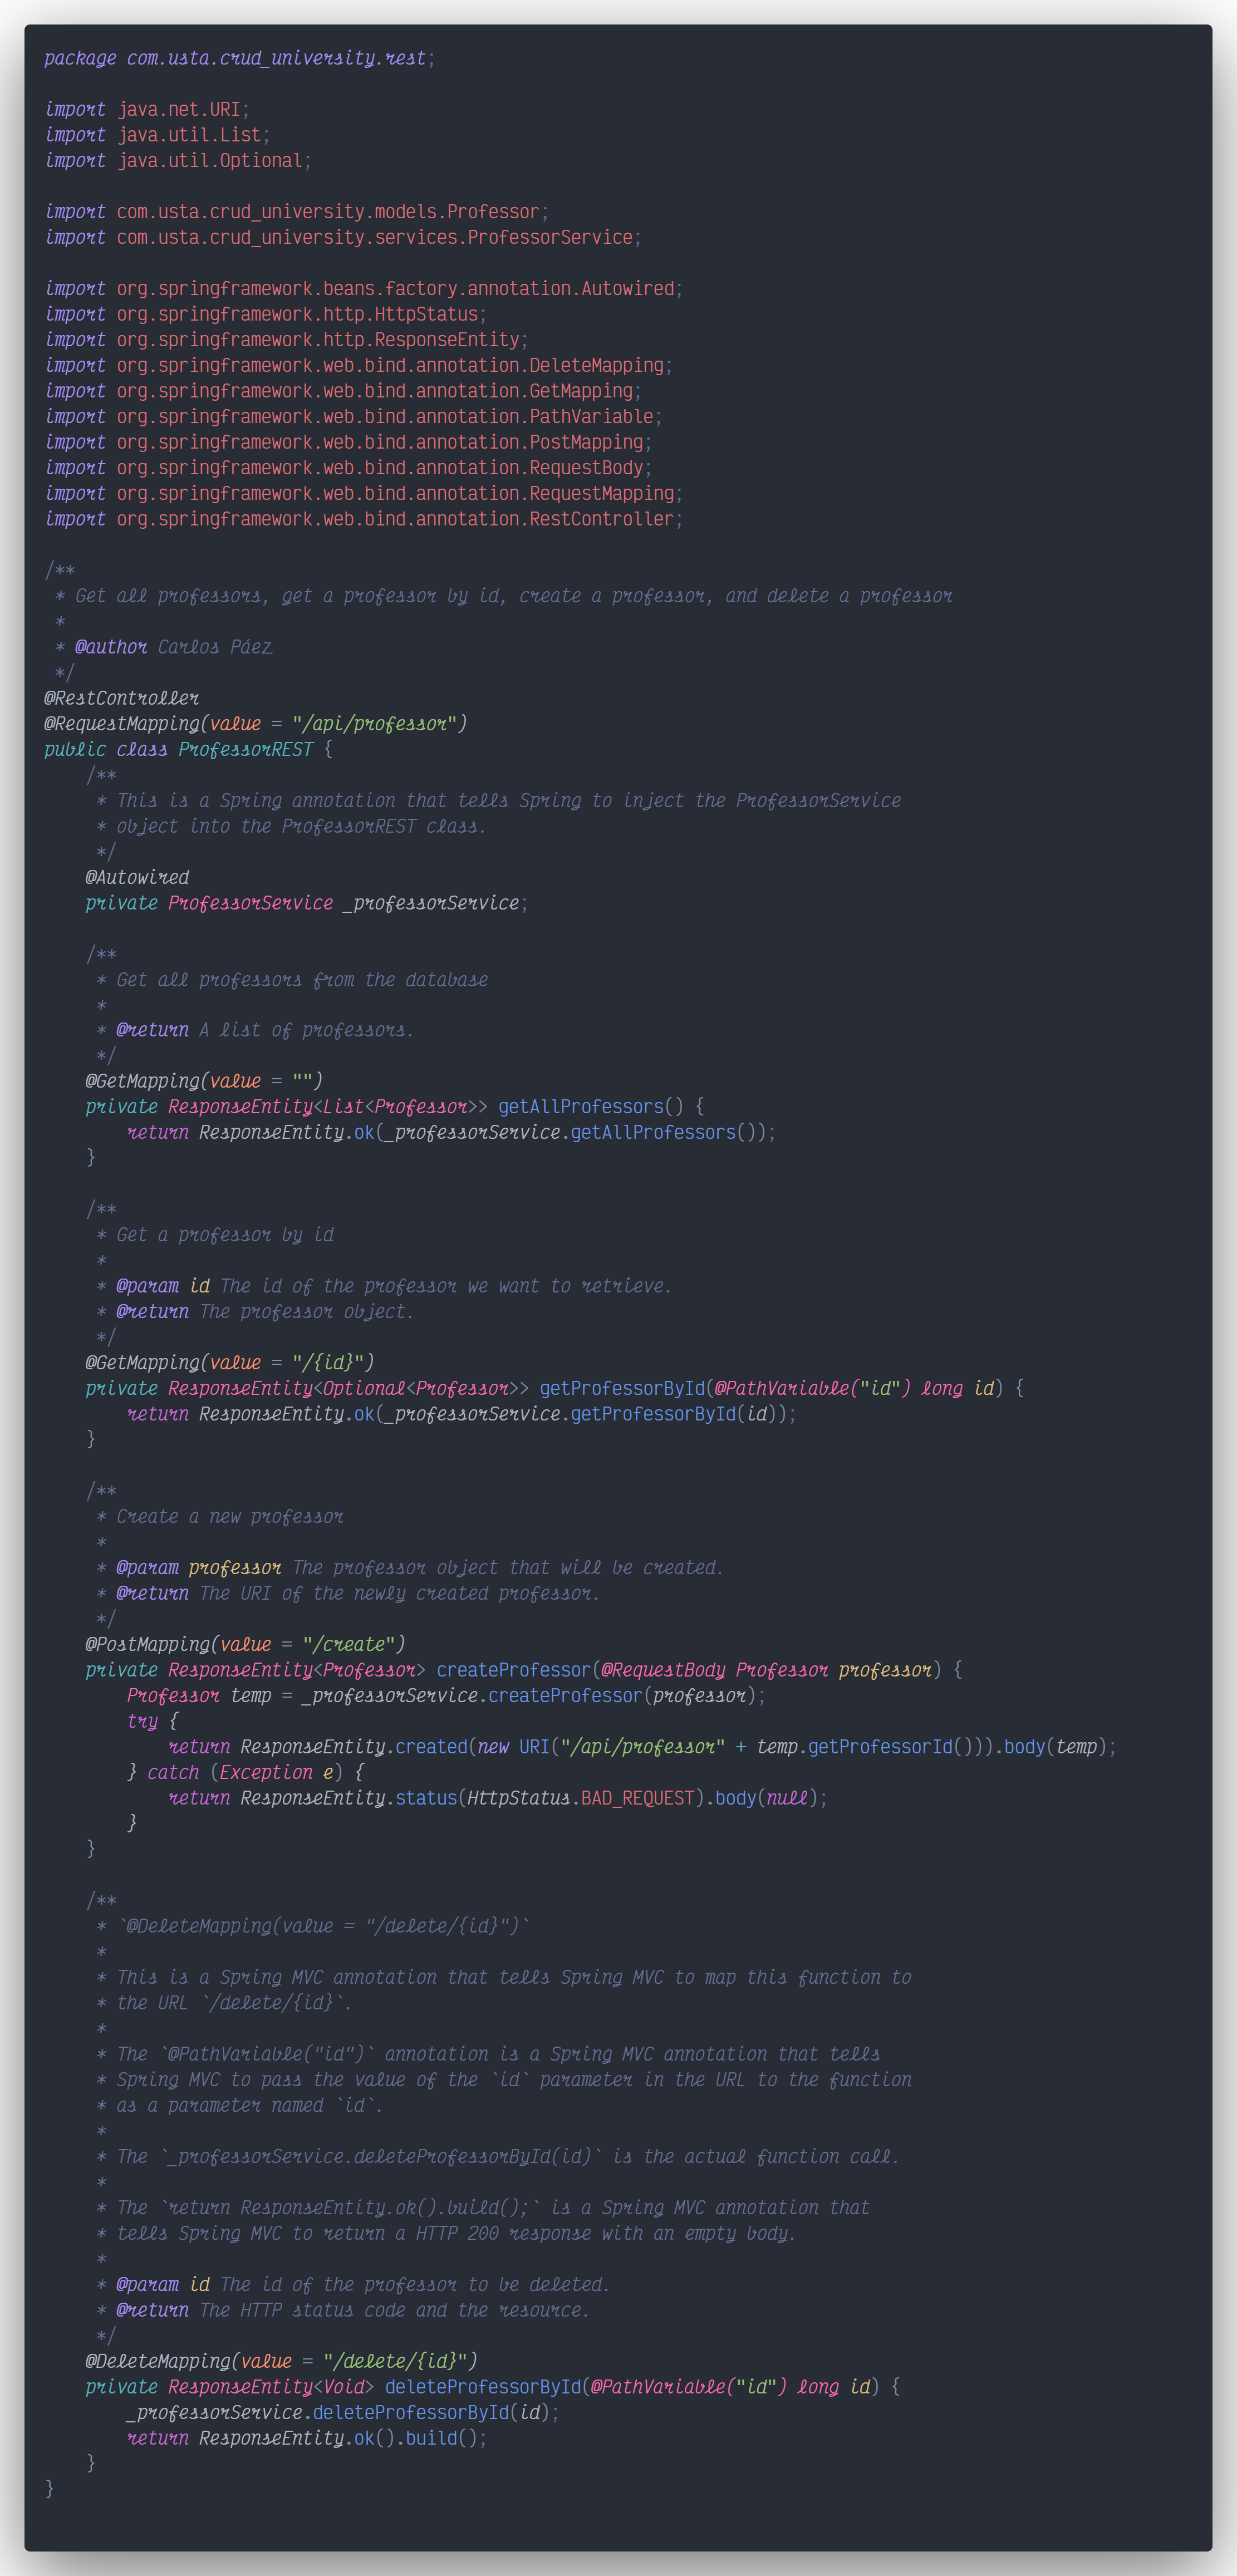 package com.usta.crud_university.rest;

import java.net.URI;
import java.util.List;
import java.util.Optional;

import com.usta.crud_university.models.Professor;
import com.usta.crud_university.services.ProfessorService;

import org.springframework.beans.factory.annotation.Autowired;
import org.springframework.http.HttpStatus;
import org.springframework.http.ResponseEntity;
import org.springframework.web.bind.annotation.DeleteMapping;
import org.springframework.web.bind.annotation.GetMapping;
import org.springframework.web.bind.annotation.PathVariable;
import org.springframework.web.bind.annotation.PostMapping;
import org.springframework.web.bind.annotation.RequestBody;
import org.springframework.web.bind.annotation.RequestMapping;
import org.springframework.web.bind.annotation.RestController;

/**
 * Get all professors, get a professor by id, create a professor, and delete a professor
 *
 * @author Carlos Páez
 */
@RestController
@RequestMapping(value = "/api/professor")
public class ProfessorREST {
    /**
     * This is a Spring annotation that tells Spring to inject the ProfessorService
     * object into the ProfessorREST class.
     */
    @Autowired
    private ProfessorService _professorService;

    /**
     * Get all professors from the database
     *
     * @return A list of professors.
     */
    @GetMapping(value = "")
    private ResponseEntity<List<Professor>> getAllProfessors() {
        return ResponseEntity.ok(_professorService.getAllProfessors());
    }

    /**
     * Get a professor by id
     *
     * @param id The id of the professor we want to retrieve.
     * @return The professor object.
     */
    @GetMapping(value = "/{id}")
    private ResponseEntity<Optional<Professor>> getProfessorById(@PathVariable("id") long id) {
        return ResponseEntity.ok(_professorService.getProfessorById(id));
    }

    /**
     * Create a new professor
     *
     * @param professor The professor object that will be created.
     * @return The URI of the newly created professor.
     */
    @PostMapping(value = "/create")
    private ResponseEntity<Professor> createProfessor(@RequestBody Professor professor) {
        Professor temp = _professorService.createProfessor(professor);
        try {
            return ResponseEntity.created(new URI("/api/professor" + temp.getProfessorId())).body(temp);
        } catch (Exception e) {
            return ResponseEntity.status(HttpStatus.BAD_REQUEST).body(null);
        }
    }

    /**
     * `@DeleteMapping(value = "/delete/{id}")`
     *
     * This is a Spring MVC annotation that tells Spring MVC to map this function to
     * the URL `/delete/{id}`.
     *
     * The `@PathVariable("id")` annotation is a Spring MVC annotation that tells
     * Spring MVC to pass the value of the `id` parameter in the URL to the function
     * as a parameter named `id`.
     *
     * The `_professorService.deleteProfessorById(id)` is the actual function call.
     *
     * The `return ResponseEntity.ok().build();` is a Spring MVC annotation that
     * tells Spring MVC to return a HTTP 200 response with an empty body.
     *
     * @param id The id of the professor to be deleted.
     * @return The HTTP status code and the resource.
     */
    @DeleteMapping(value = "/delete/{id}")
    private ResponseEntity<Void> deleteProfessorById(@PathVariable("id") long id) {
        _professorService.deleteProfessorById(id);
        return ResponseEntity.ok().build();
    }
}